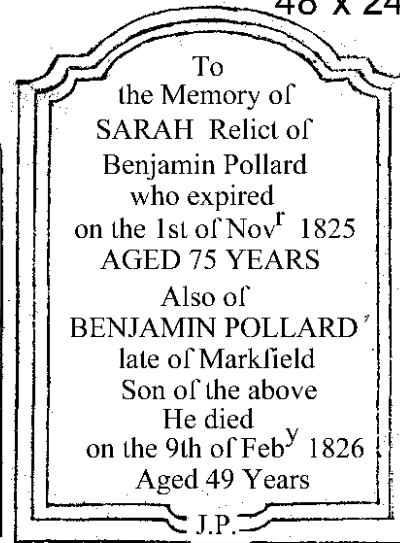 48 x 24
To
the Memory of
SARAH Relict of
Benjamin Pollard
who expired
on the 1st of Novr 1825
AGED 75 YEARS
Also of
BENJAMIN POLLARD
late of Markfield
Son of the above
He died
on the 9th of Feby 1826
Aged 49 Years
J.P.